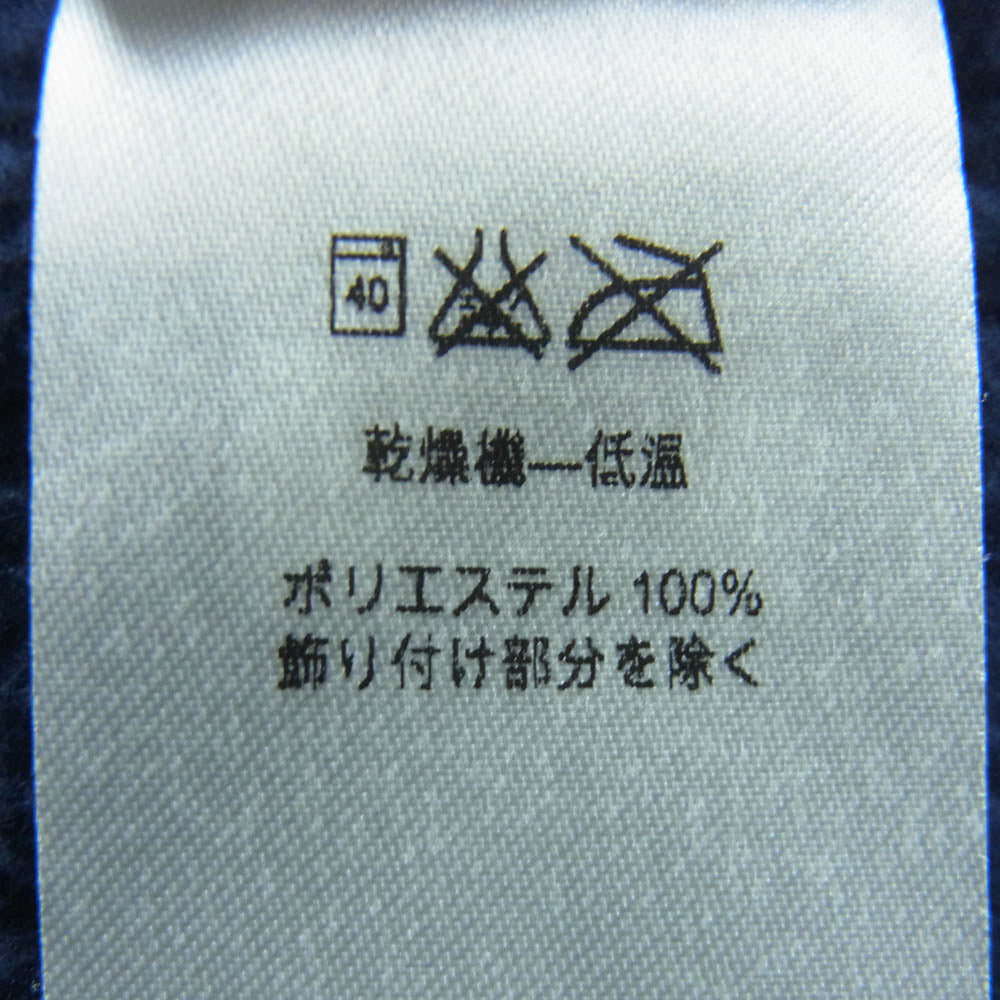 40
乾燥機—低温
ポリエステル 100%
飾り付け部分を除く